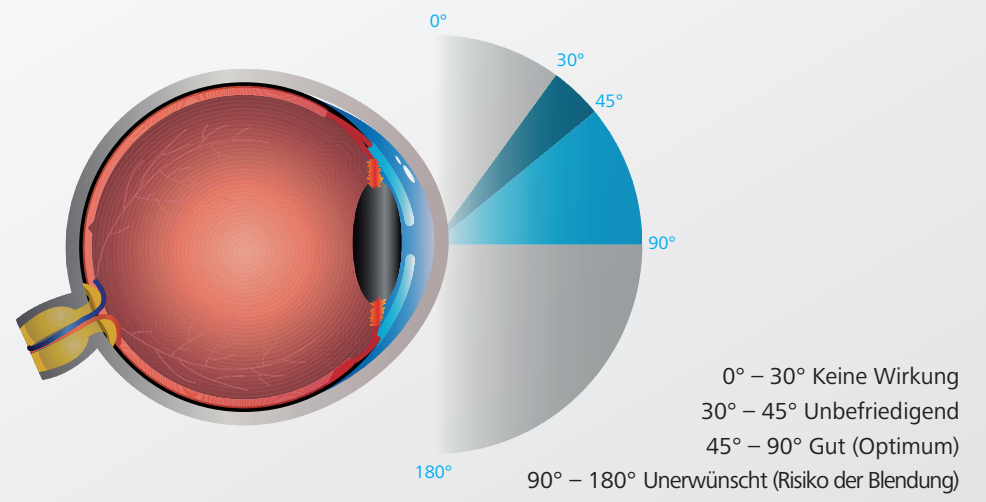 0°
30°
45°
90°
180°
0° – 30° Keine Wirkung
30° – 45° Unbefriedigend
45° – 90° Gut (Optimum)
90° – 180° Unerwünscht (Risiko der Blendung)